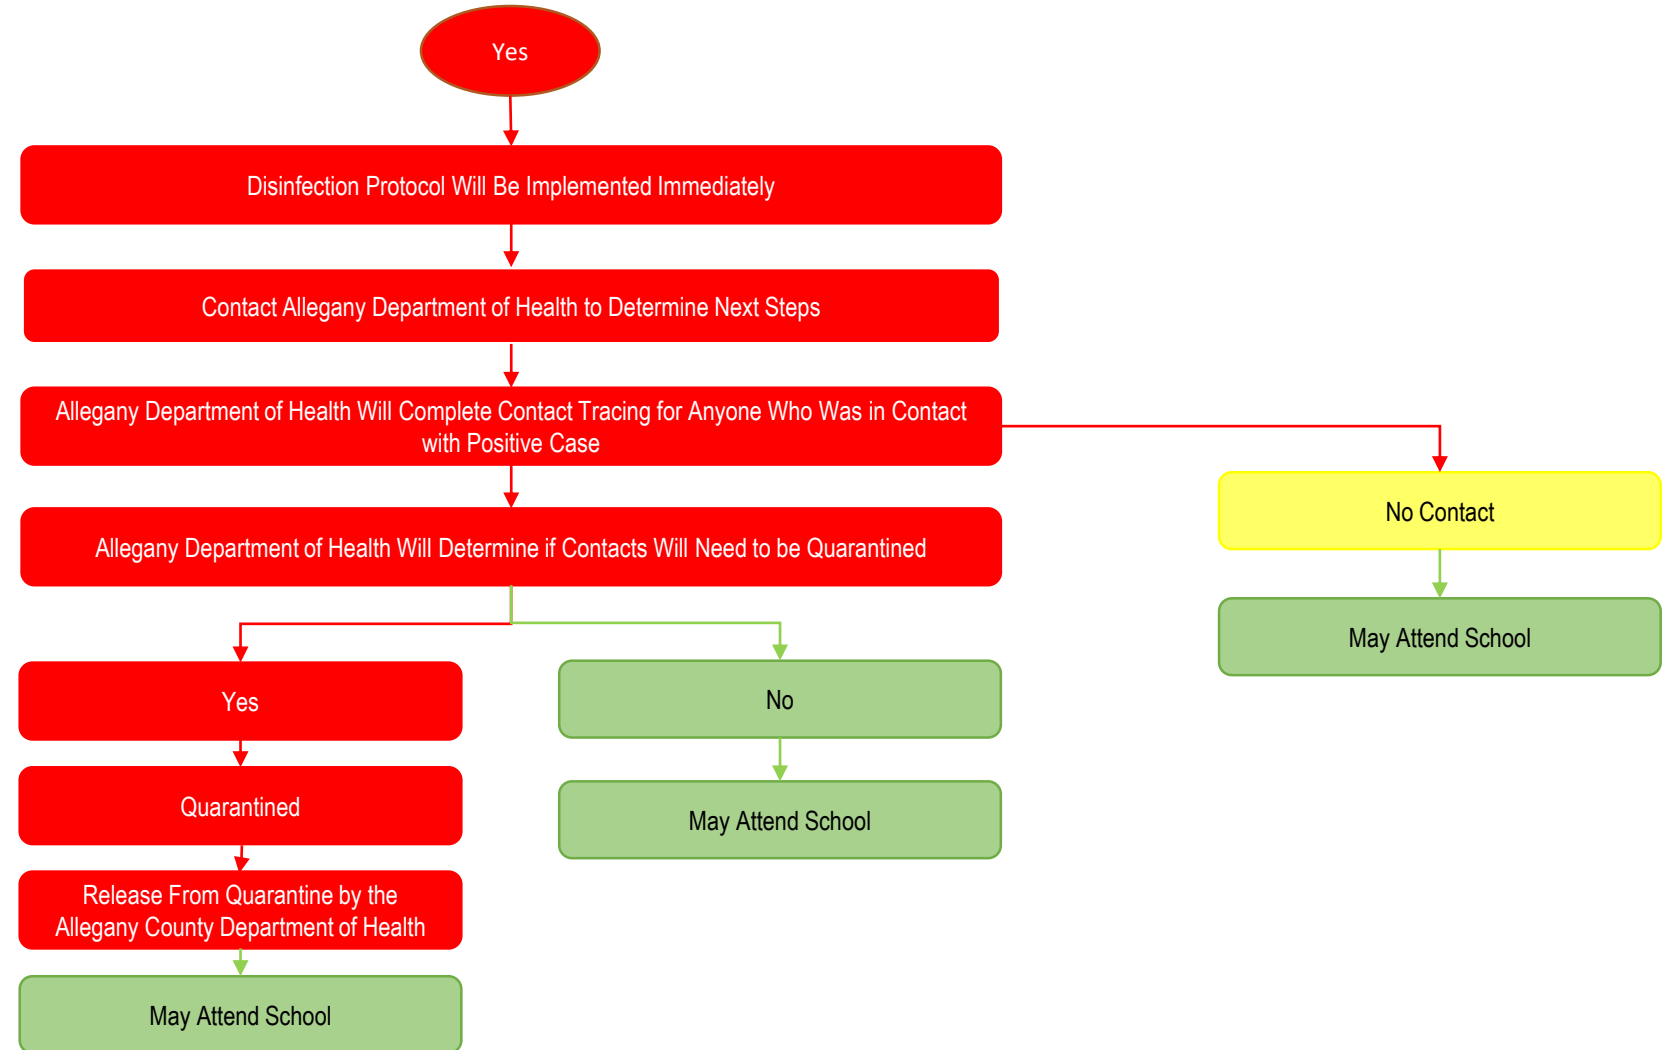 Yes
Disinfection Protocol Will Be Implemented Immediately
Contact Allegany Department of Health to Determine Next Steps
Allegany Department of Health Will Complete Contact Tracing for Anyone Who Was in Contact
with Positive Case
No Contact
Allegany Department of Health Will Determine if Contacts Will Need to be Quarantined
May Attend School
Yes
No
Quarantined
May Attend School
Release From Quarantine by the
Allegany County Department of Health
May Attend School